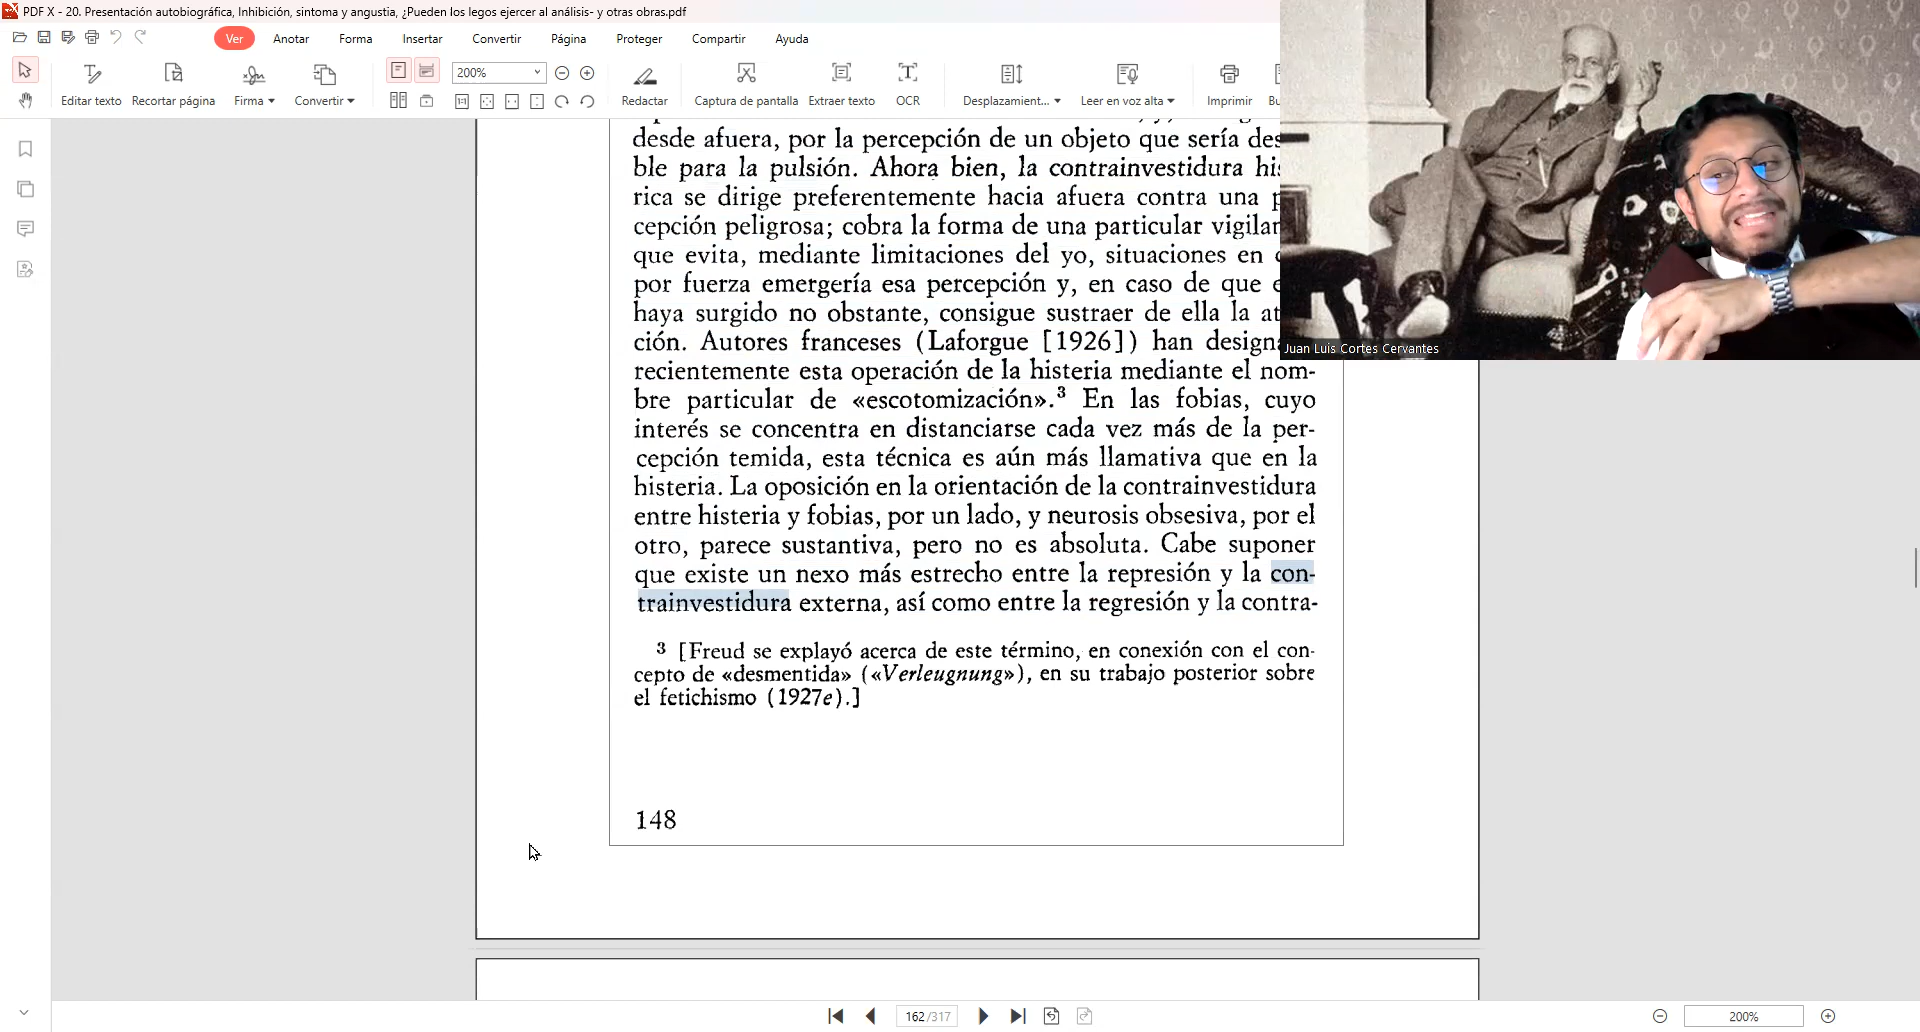 PDF X - 20. Presentación autobiográfica, Inhibición, sintoma y angustia, ¿Pueden los legos ejercer al análisis- y otras obras.pdf
Ver Anotar Forma Insertar Convertir Página Proteger Compartir Ayuda
200%
Editar texto Recortar página Firma Convertir Redactar Captura de pantalla Extraer texto OCR Desplazamient... Leer en voz alta Imprimir Bu
desde afuera, por la percepción de un objeto que sería des
ble para la pulsión. Ahora bien, la contrainvestidura his
rica se dirige preferentemente hacia afuera contra una p
cepción peligrosa; cobra la forma de una particular vigilan
que evita, mediante limitaciones del yo, situaciones en
por fuerza emergería esa percepción y, en caso de que e
haya surgido no obstante, consigue sustraer de ella la at
ción. Autores franceses (Laforgue [1926]) han design
recientemente esta operación de la histeria mediante el nom-
bre particular de «escotomización».³ En las fobias, cuyo
interés se concentra en distanciarse cada vez más de la per-
cepción temida, esta técnica es aún más llamativa que en la
histeria. La oposición en la orientación de la contrainvestidura
entre histeria y fobias, por un lado, y neurosis obsesiva, por el
otro, parece sustantiva, pero no es absoluta. Cabe suponer
que existe un nexo más estrecho entre la represión y la con-
trainvestidura externa, así como entre la regresión y la contra-
³ [Freud se explayó acerca de este término, en conexión con el con-
cepto de «desmentida» («Verleugnung»), en su trabajo posterior sobre
el fetichismo (1927e).]
148
Juan Luis Cortes Cervantes
162/317
200%